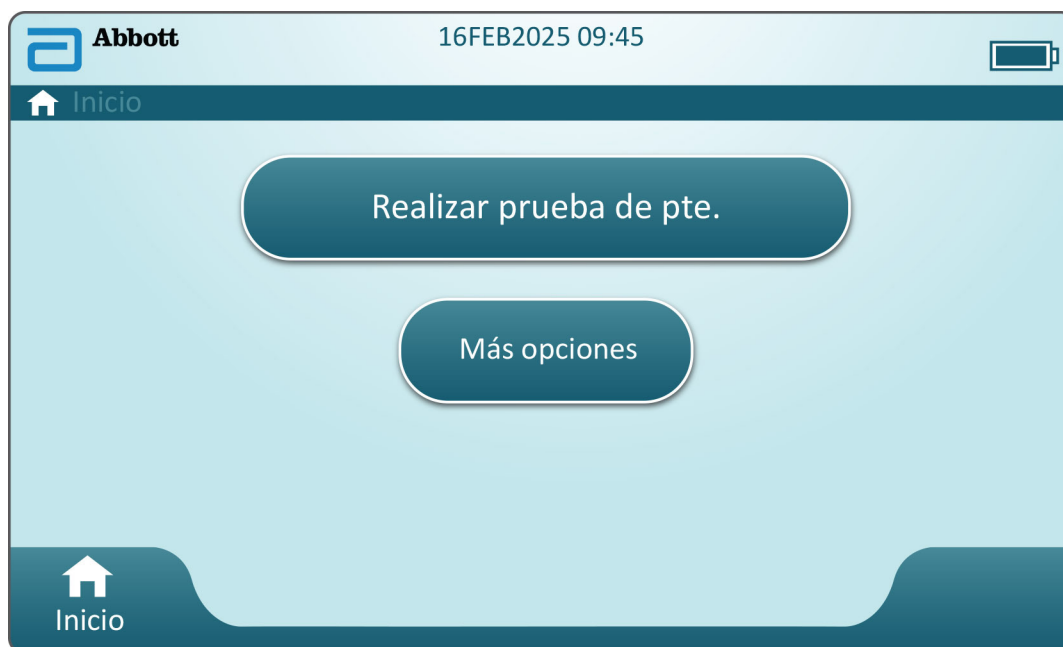 Abbott
16FEB2025 09:45
Inicio
Realizar prueba de pte.
Más opciones
Inicio